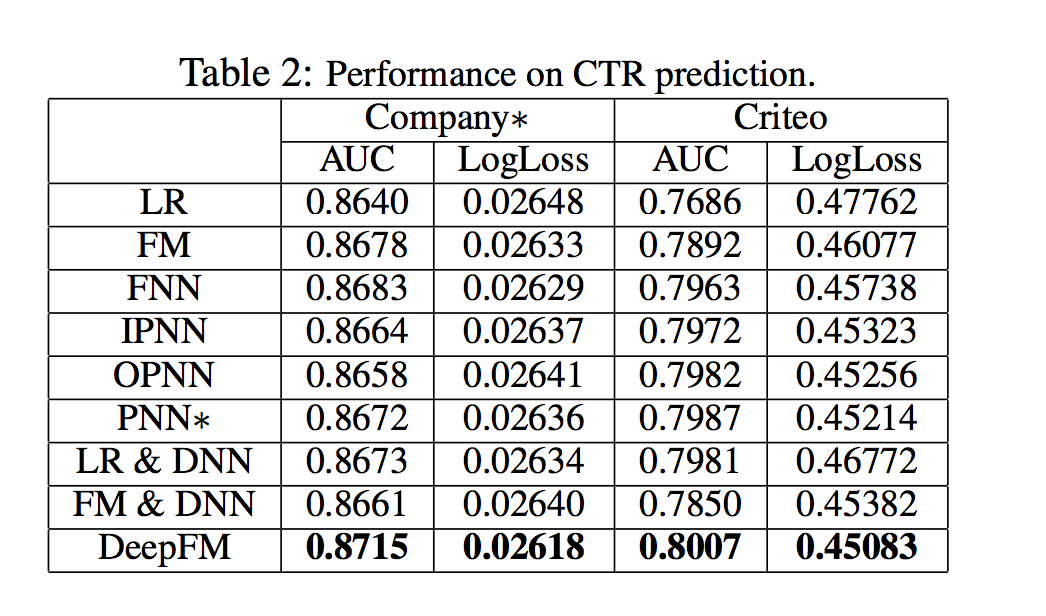 Table 2: Performance on CTR prediction.
Company∗ Criteo
AUC LogLoss AUC LogLoss
LR 0.8640 0.02648 0.7686 0.47762
FM 0.8678 0.02633 0.7892 0.46077
FNN 0.8683 0.02629 0.7963 0.45738
IPNN 0.8664 0.02637 0.7972 0.45323
OPNN 0.8658 0.02641 0.7982 0.45256
PNN∗ 0.8672 0.02636 0.7987 0.45214
LR & DNN 0.8673 0.02634 0.7981 0.46772
FM & DNN 0.8661 0.02640 0.7850 0.45382
DeepFM 0.8715 0.02618 0.8007 0.45083